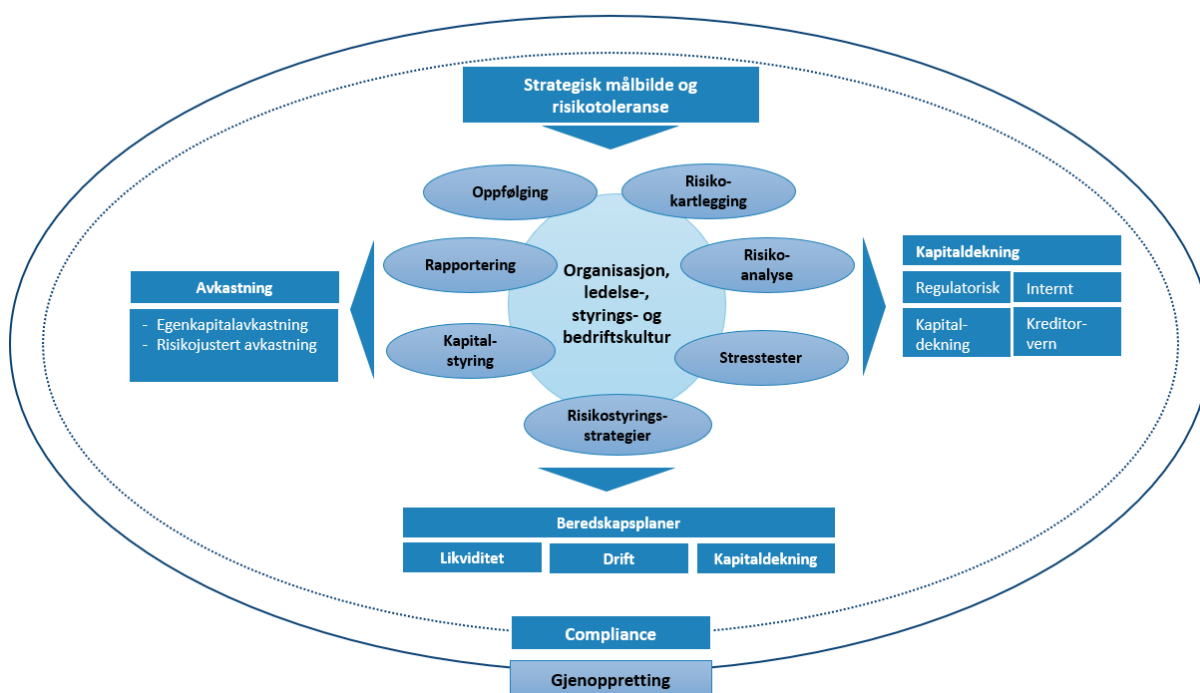 Strategisk målbilde og
risikotoleranse
Oppfølging
Risiko-
kartlegging
Rapportering
Risiko-
analyse
Organisasjon,
ledelse-,
styrings- og
bedriftskultur
Kapital-
styring
Stresstester
Risikostyrings-
strategier
Avkastning
- Egenkapitalavkastning
- Risikojustert avkastning
Kapitaldekning
Regulatorisk
Internt
Kapital-
dekning
Kreditor-
vern
Beredskapsplaner
Likviditet
Drift
Kapitaldekning
Compliance
Gjenoppretting